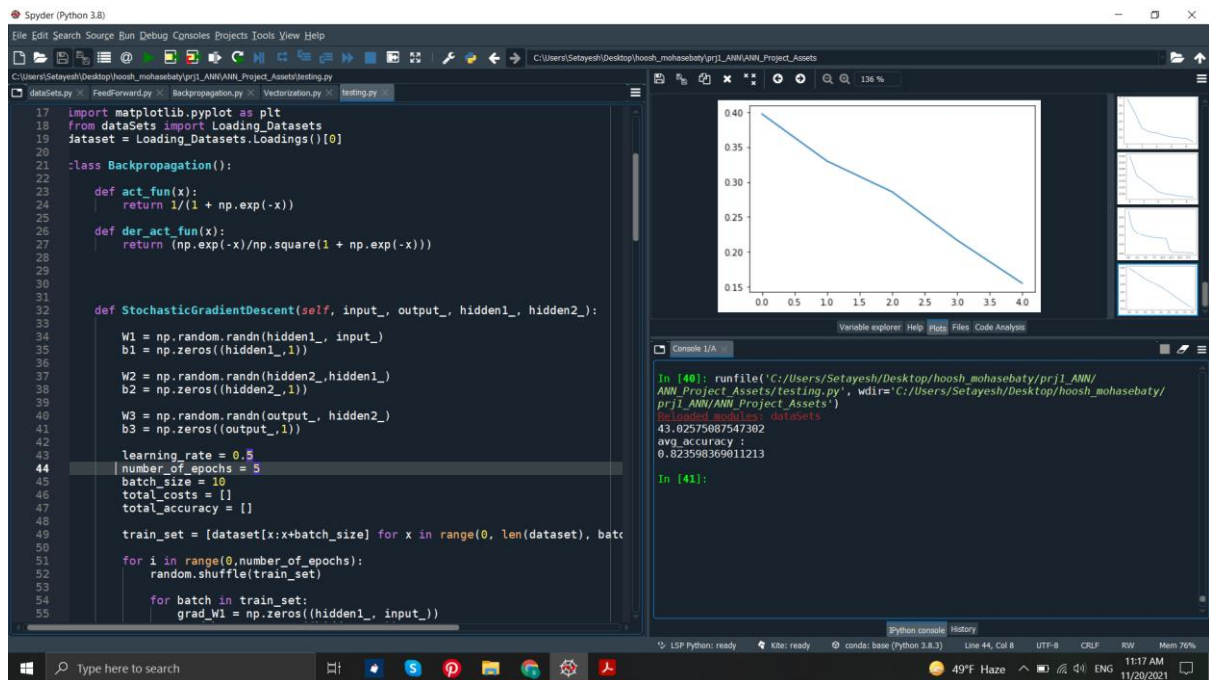 Spyder (Python 3.8)
File Edit Search Source Run Debug Consoles Projects Tools View Help
C:\Users\Setayesh\Desktop\hoosh_mohasebaty\prj1_ANN\ANN_Project_Assets
C:\Users\Setayesh\Desktop\hoosh_mohasebaty\prj1_ANN\ANN_Project_Assets\testing.py
dataSets.py FeedForward.py Backpropagation.py Vectorization.py testing.py
17 import matplotlib.pyplot as plt
18 from dataSets import Loading_Datasets
19 dataset = Loading_Datasets.Loadings()[0]
20
21 class Backpropagation():
22
23 def act_fun(x):
24 return 1/(1 + np.exp(-x))
25
26 def der_act_fun(x):
27 return (np.exp(-x)/np.square(1 + np.exp(-x)))
28
29
30
31
32 def StochasticGradientDescent(self, input_, output_, hidden1_, hidden2_):
33
34 W1 = np.random.randn(hidden1_, input_)
35 b1 = np.zeros((hidden1_,1))
36
37 W2 = np.random.randn(hidden2_,hidden1_)
38 b2 = np.zeros((hidden2_,1))
39
40 W3 = np.random.randn(output_, hidden2_)
41 b3 = np.zeros((output_,1))
42
43 learning_rate = 0.5
44 number_of_epochs = 5
45 batch_size = 10
46 total_costs = []
47 total_accuracy = []
48
49 train_set = [dataset[x:x+batch_size] for x in range(0, len(dataset), batc
50
51 for i in range(0,number_of_epochs):
52 random.shuffle(train_set)
53
54 for batch in train_set:
55 grad_W1 = np.zeros((hidden1_, input_))
136 %
0.40
0.35
0.30
0.25
0.20
0.15
0.0 0.5 1.0 1.5 2.0 2.5 3.0 3.5 4.0
Variable explorer Help Plots Files Code Analysis
Console 1/A
In [40]: runfile('C:/Users/Setayesh/Desktop/hoosh_mohasebaty/prj1_ANN/
ANN_Project_Assets/testing.py', wdir='C:/Users/Setayesh/Desktop/hoosh_mohasebaty/
prj1_ANN/ANN_Project_Assets')
Reloaded modules: dataSets
43.02575087547302
avg_accuracy :
0.823598369011213
In [41]:
IPython console History
LSP Python: ready Kite: ready conda: base (Python 3.8.3) Line 44, Col 8 UTF-8 CRLF RW Mem 76%
Type here to search 49°F Haze ENG 11:17 AM
11/20/2021